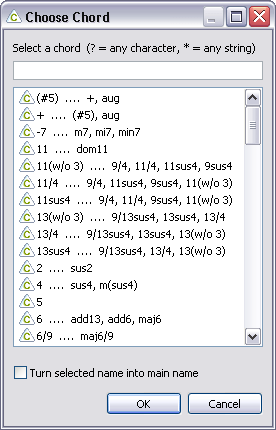 Choose Chord
Select a chord (? = any character, * = any string)
(#5) .... +, aug
+ .... (#5), aug
-7 .... m7, mi7, min7
11 .... dom11
11(w/o 3) .... 9/4, 11/4, 11sus4, 9sus4
11/4 .... 9/4, 11sus4, 9sus4, 11(w/o 3)
11sus4 .... 9/4, 11/4, 9sus4, 11(w/o 3)
13(w/o 3) .... 9/13sus4, 13sus4, 13/4
13/4 .... 9/13sus4, 13sus4, 13(w/o 3)
13sus4 .... 9/13sus4, 13/4, 13(w/o 3)
2 .... sus2
4 .... sus4, m(sus4)
5
6 .... add13, add6, maj6
6/9 .... maj6/9
Turn selected name into main name
OK Cancel